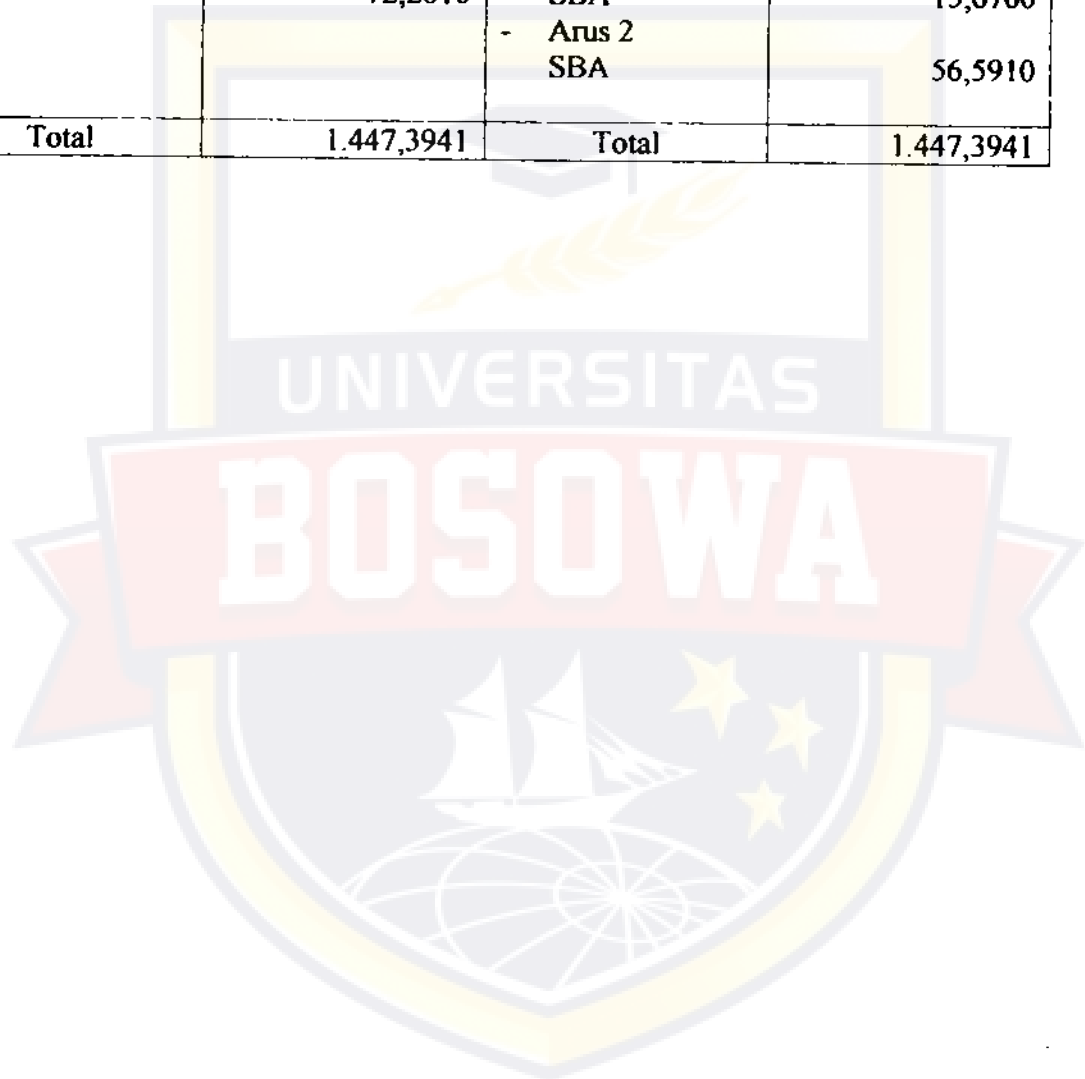 - Arus 2
SBA 56,5910
Total 1.447,3941 Total 1.447,3941
UNIVERSITAS
BOSOWA